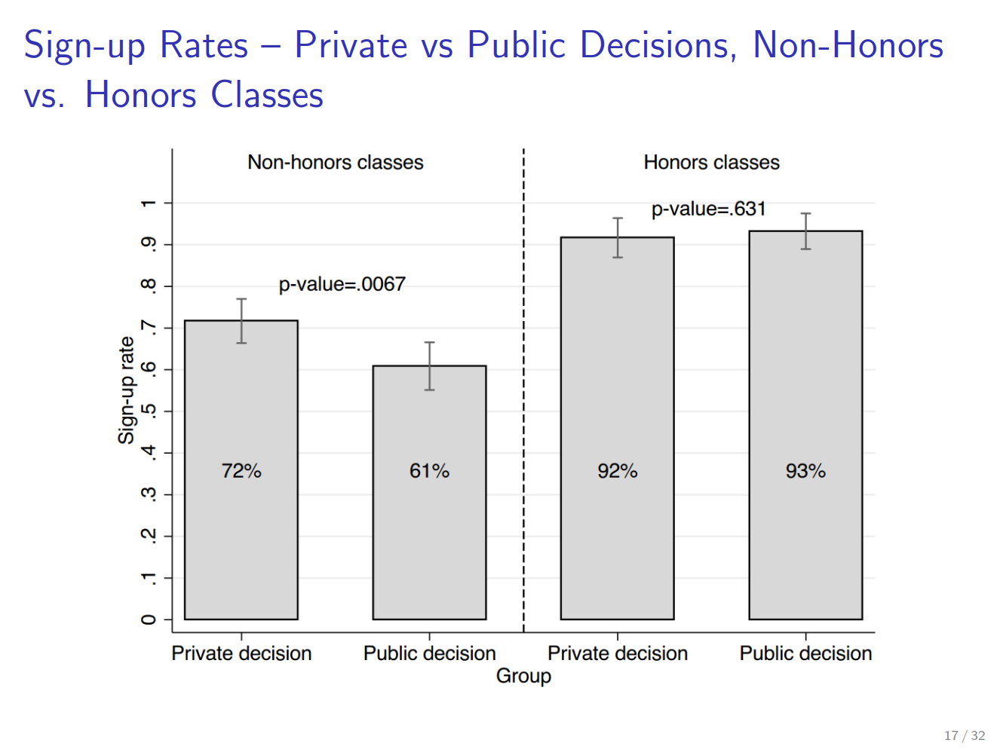 Sign-up Rates – Private vs Public Decisions, Non-Honors
vs. Honors Classes
Non-honors classes
Honors classes
p-value=.0067
p-value=.631
Sign-up rate
1
.9
.8
.7
.6
.5
.4
.3
.2
.1
0
72%
61%
92%
93%
Private decision
Public decision
Private decision
Public decision
Group
17 / 32